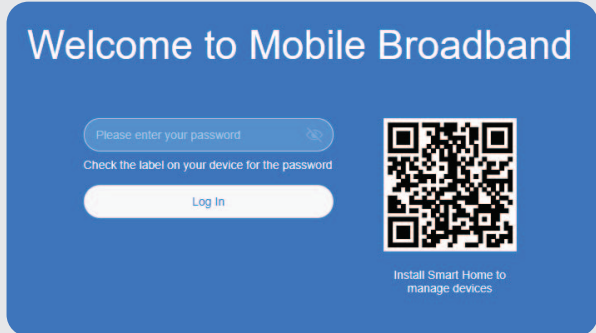 Welcome to Mobile Broadband
Please enter your password
Check the label on your device for the password
Log In
Install Smart Home to
manage devices